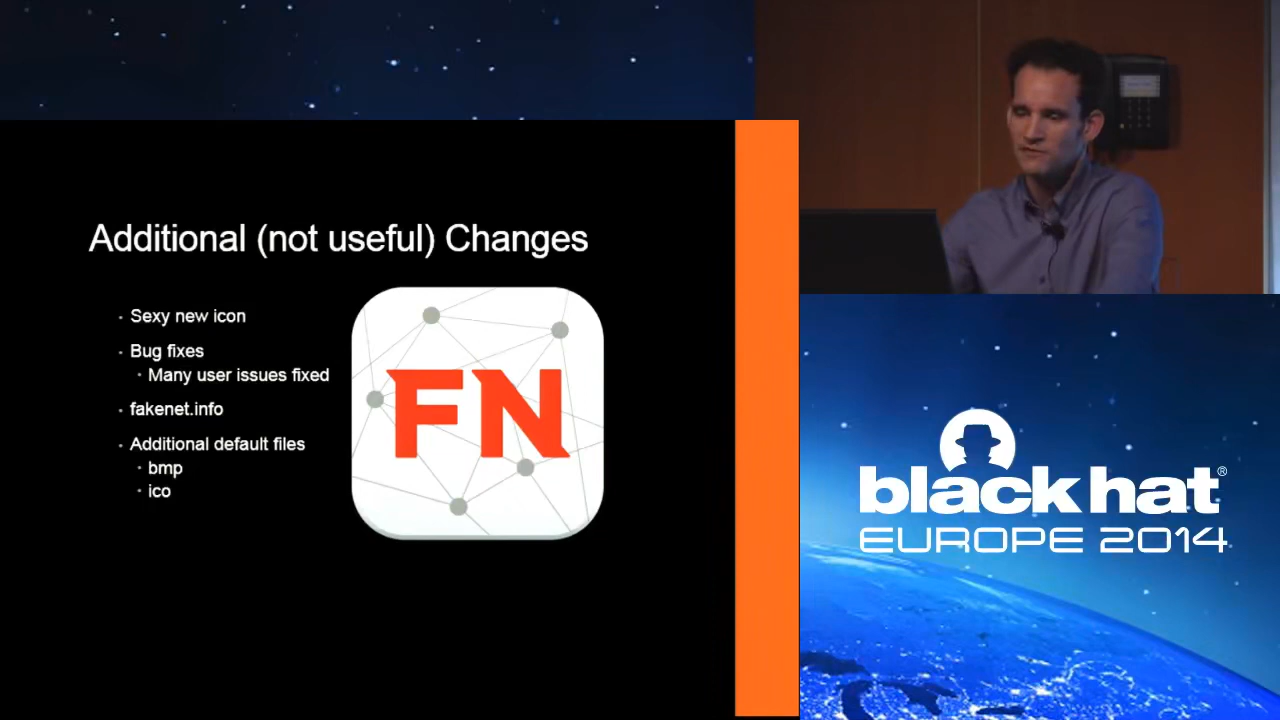 Additional (not useful) Changes
· Sexy new icon
· Bug fixes
· Many user issues fixed
· fakenet.info
· Additional default files
· bmp
· ico
FN
black hat®
EUROPE 2014